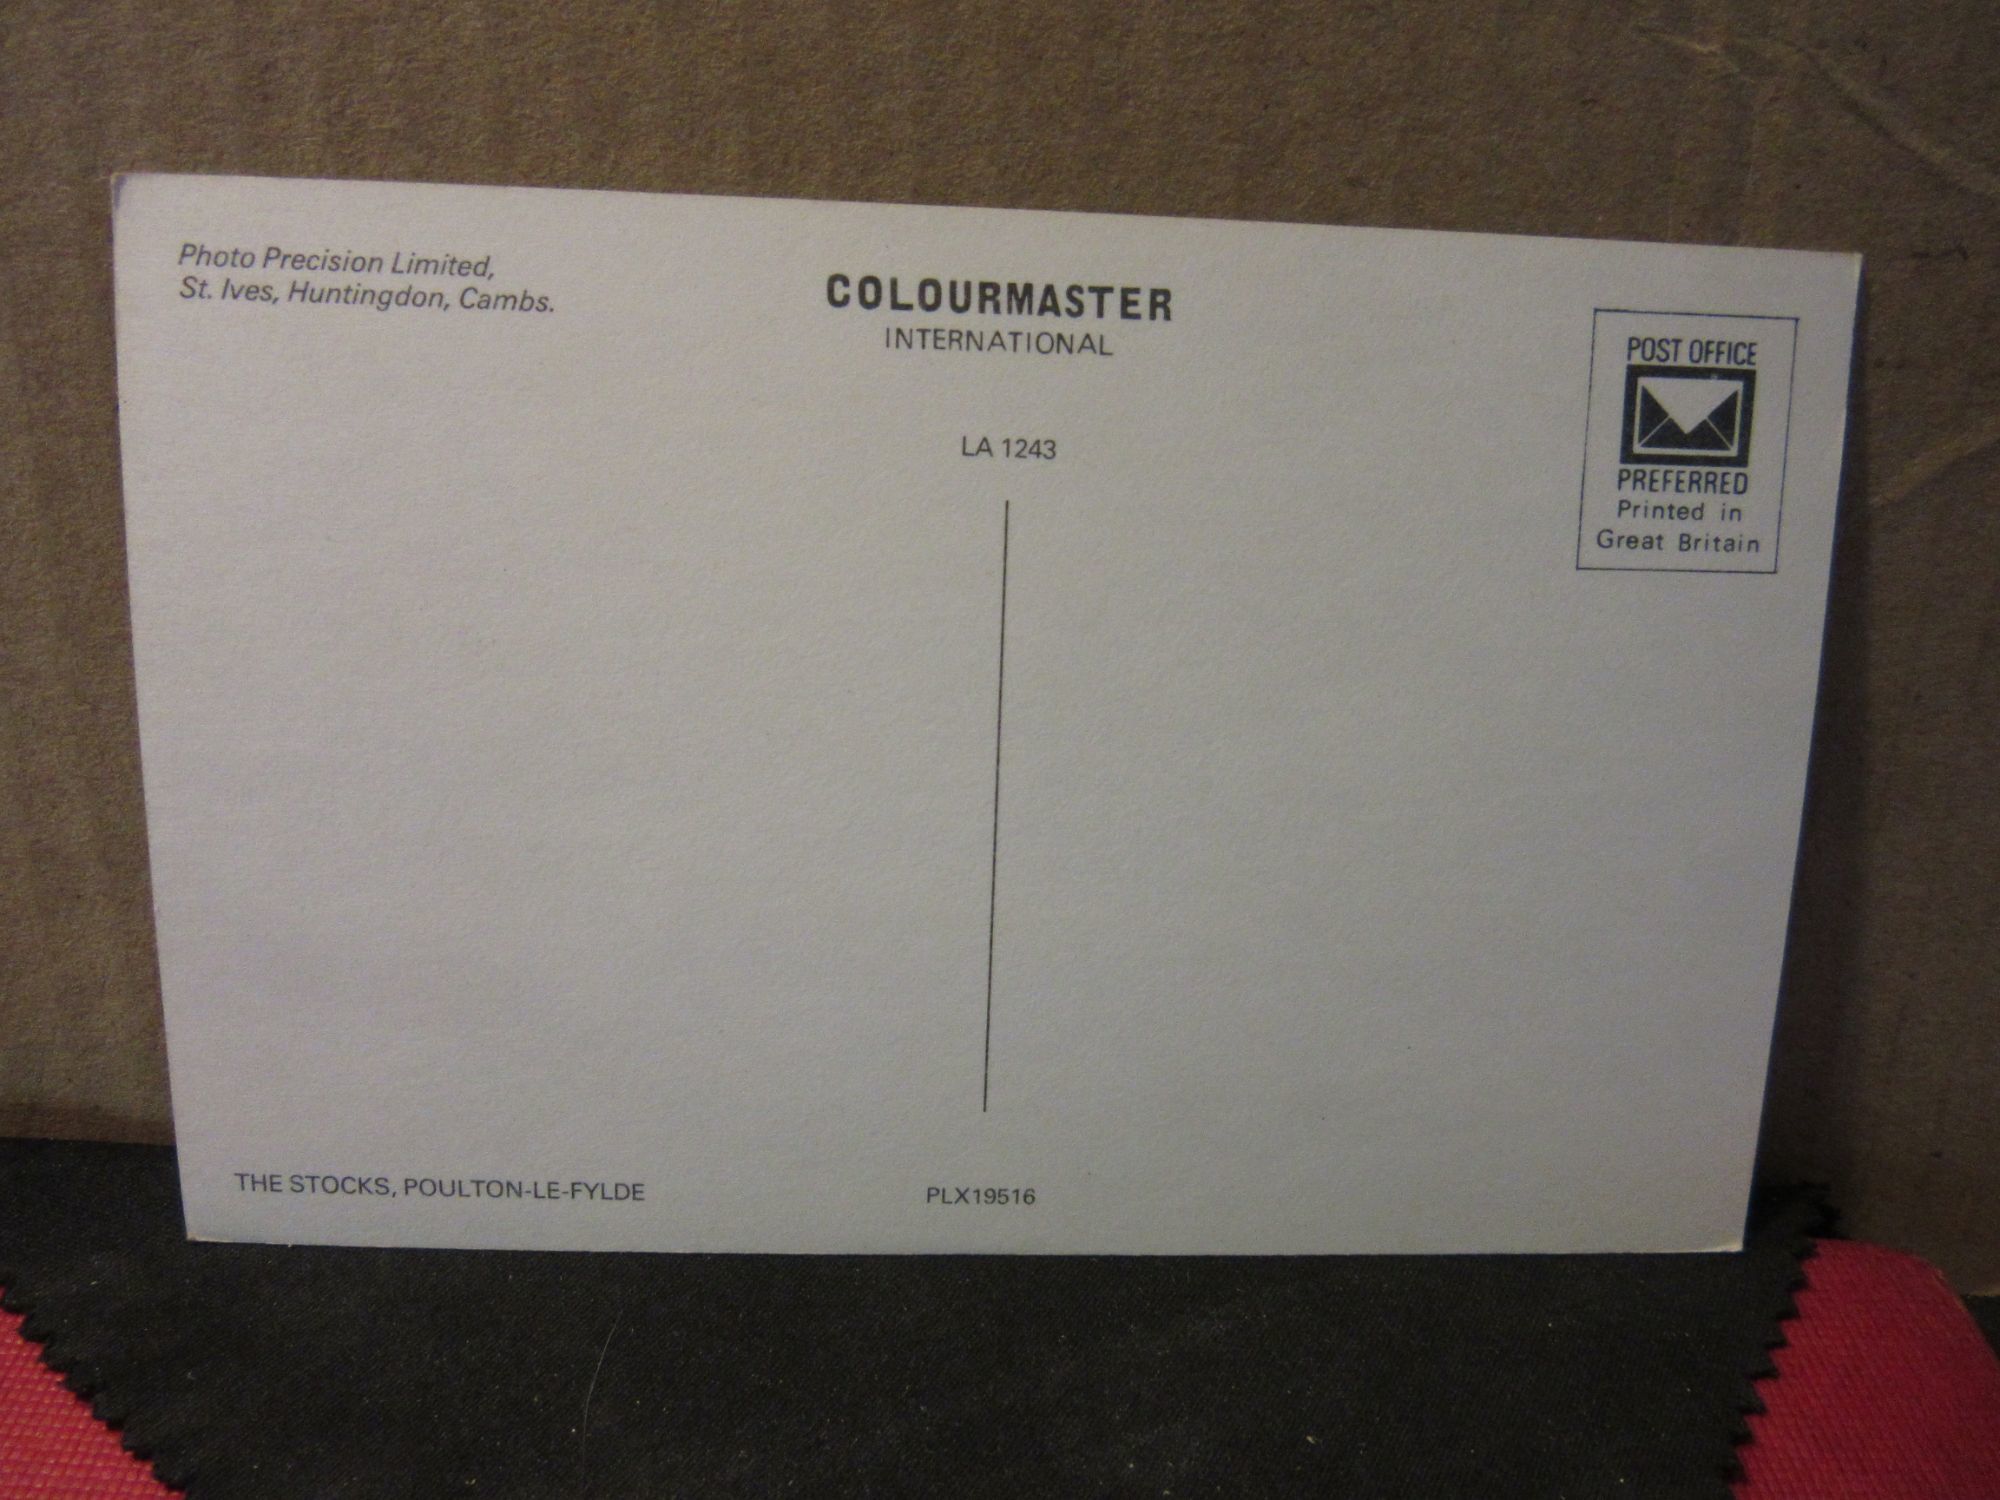 Photo Precision Limited,
St. Ives, Huntingdon, Cambs.
COLOURMASTER
INTERNATIONAL
LA 1243
POST OFFICE
PREFERRED
Printed in
Great Britain
THE STOCKS, POULTON-LE-FYLDE
PLX19516